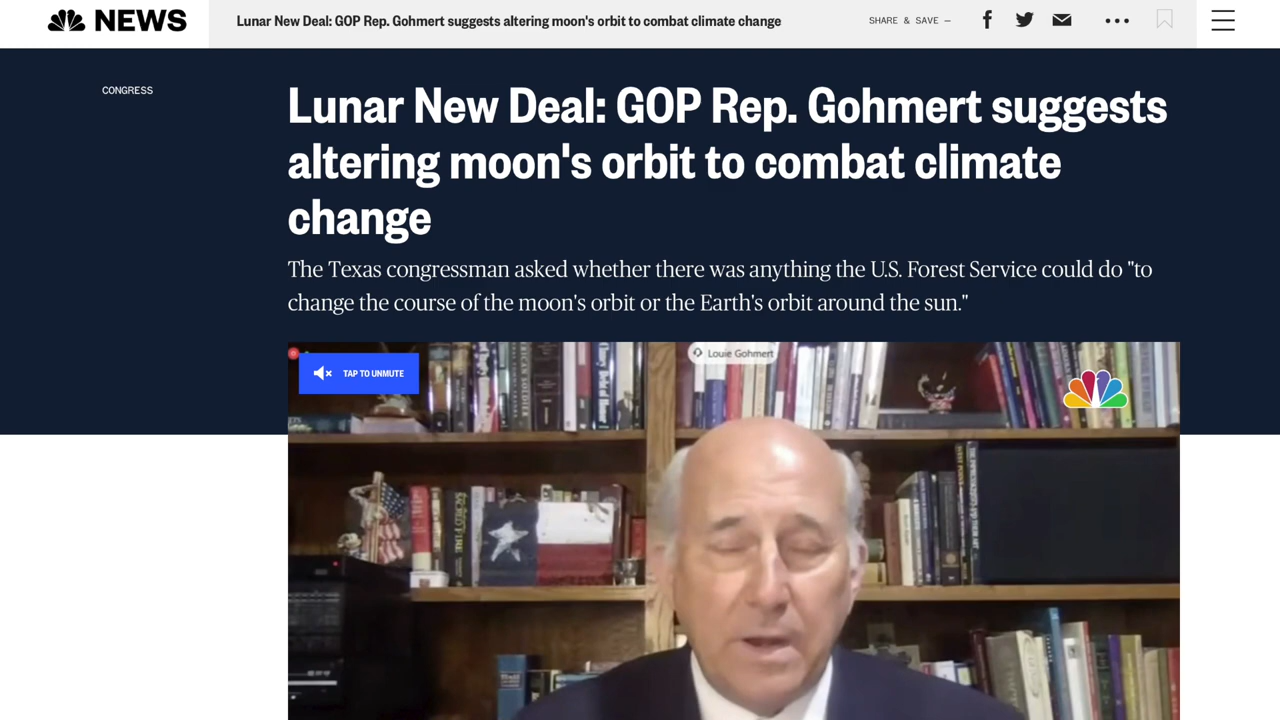 NEWS
Lunar New Deal: GOP Rep. Gohmert suggests altering moon's orbit to combat climate change
SHARE & SAVE —
CONGRESS
Lunar New Deal: GOP Rep. Gohmert suggests
altering moon's orbit to combat climate
change
The Texas congressman asked whether there was anything the U.S. Forest Service could do "to
change the course of the moon's orbit or the Earth's orbit around the sun."
Louie Gohmert
TAP TO UNMUTE
SACRED FIRE